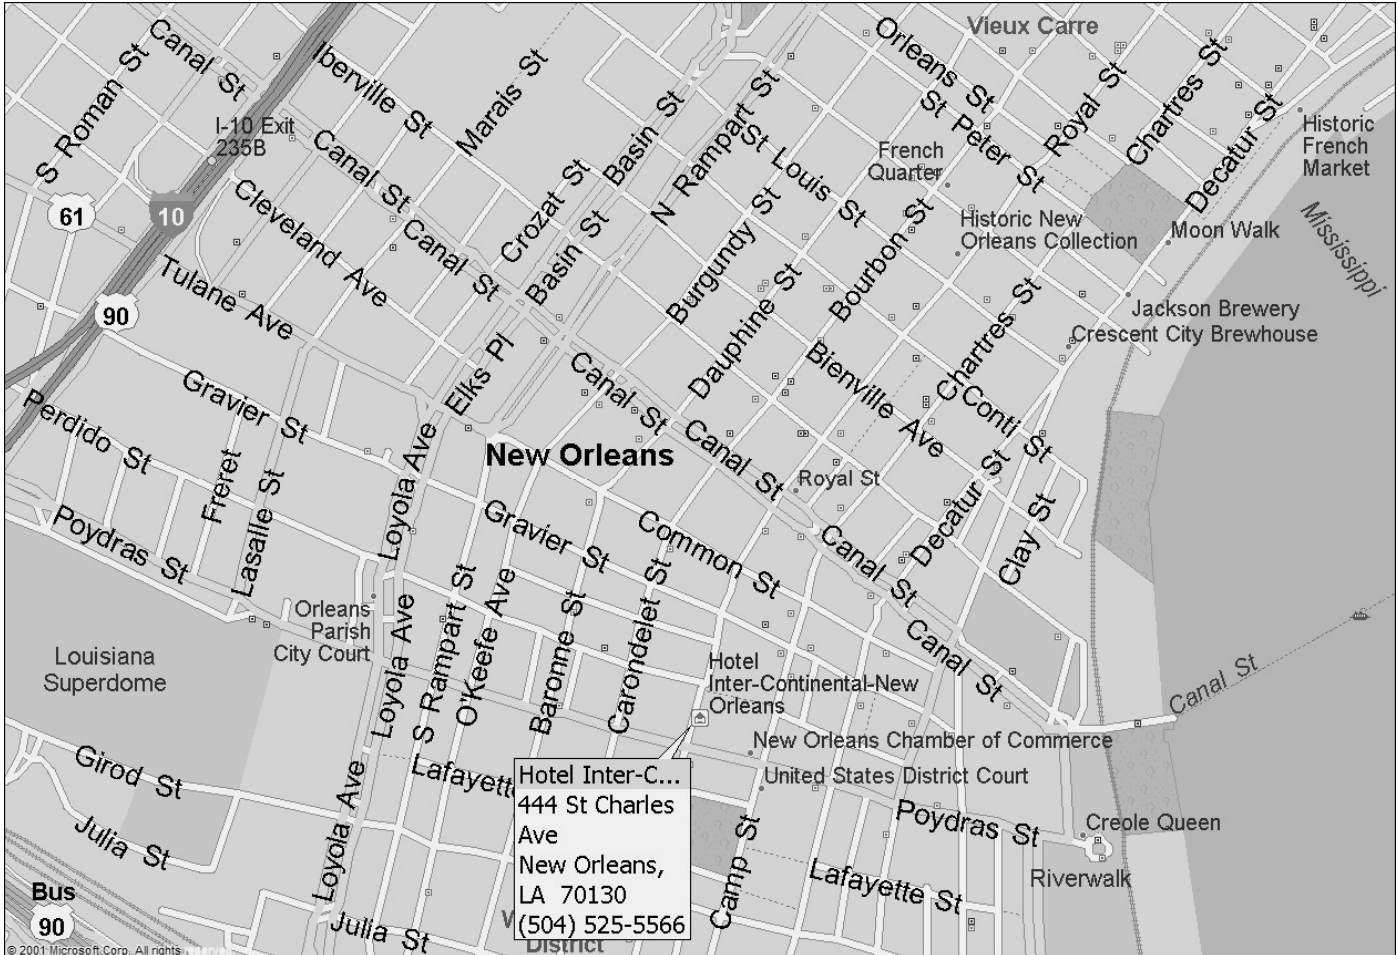 Canal St
Iberville St
Marais St
Basin St
N Rampart St
Orleans St
Vieux Carre
St Peter St
Royal St
Chartres St
Decatur St
Historic
French
Market
S Roman St
I-10 Exit
235B
Canal St
Crozat St
St Louis St
French
Quarter
61
10
Cleveland Ave
Canal St
Basin St
Burgundy St
Bourbon St
Historic New
Orleans Collection
Moon Walk
Mississippi
Tulane Ave
90
Elks Pl
Dauphine St
Chartres St
Jackson Brewery
Crescent City Brewhouse
Gravier St
Canal St
Bienville Ave
Conti St
Perdido St
Loyola Ave
New Orleans
Canal St
Royal St
Decatur St
Clay St
Freret
Lasalle St
Poydras St
Gravier St
Common St
Canal St
Orleans
Parish
City Court
Loyola Ave
S Rampart St
O'Keefe Ave
Baronne St
Carondelet St
Canal St
Louisiana
Superdome
Hotel
Inter-Continental-New
Orleans
Canal St
New Orleans Chamber of Commerce
Girod St
Lafayette
Hotel Inter-C...
444 St Charles
Ave
New Orleans,
LA 70130
(504) 525-5566
United States District Court
Poydras St
Creole Queen
Julia St
Loyola Ave
Camp St
Lafayette St
Riverwalk
Bus
90
Julia St
W
District
© 2001 Microsoft Corp. All rights reserved.